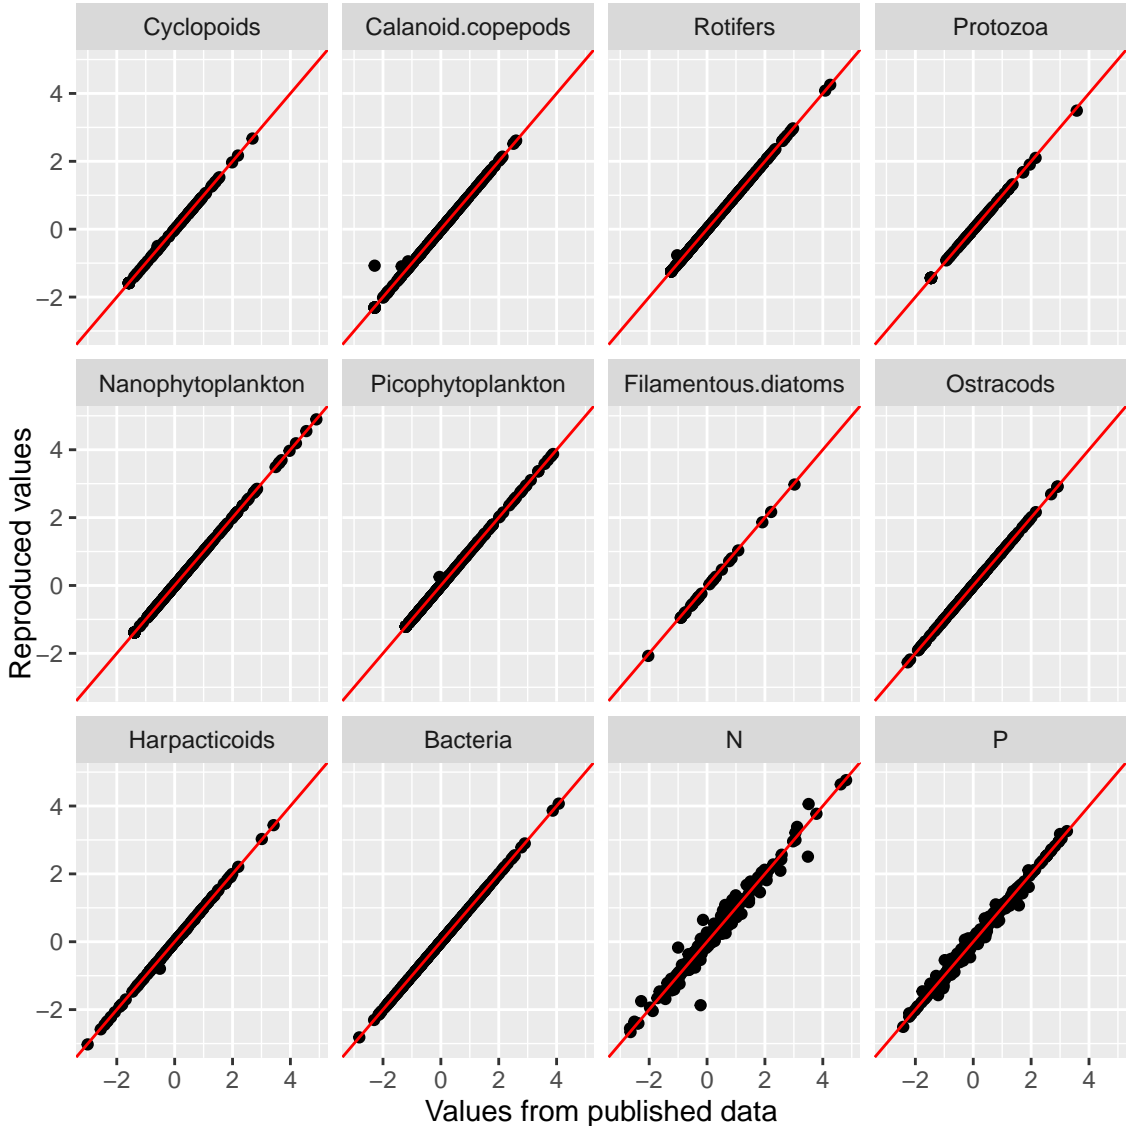 Cyclopoids Calanoid.copepods Rotifers Protozoa
4
2
0
−2
Nanophytoplankton Picophytoplankton Filamentous.diatoms Ostracods
4
2
0
−2
Harpacticoids Bacteria N P
4
2
0
−2
−2 0 2 4 −2 0 2 4 −2 0 2 4 −2 0 2 4
Reproduced values
Values from published data